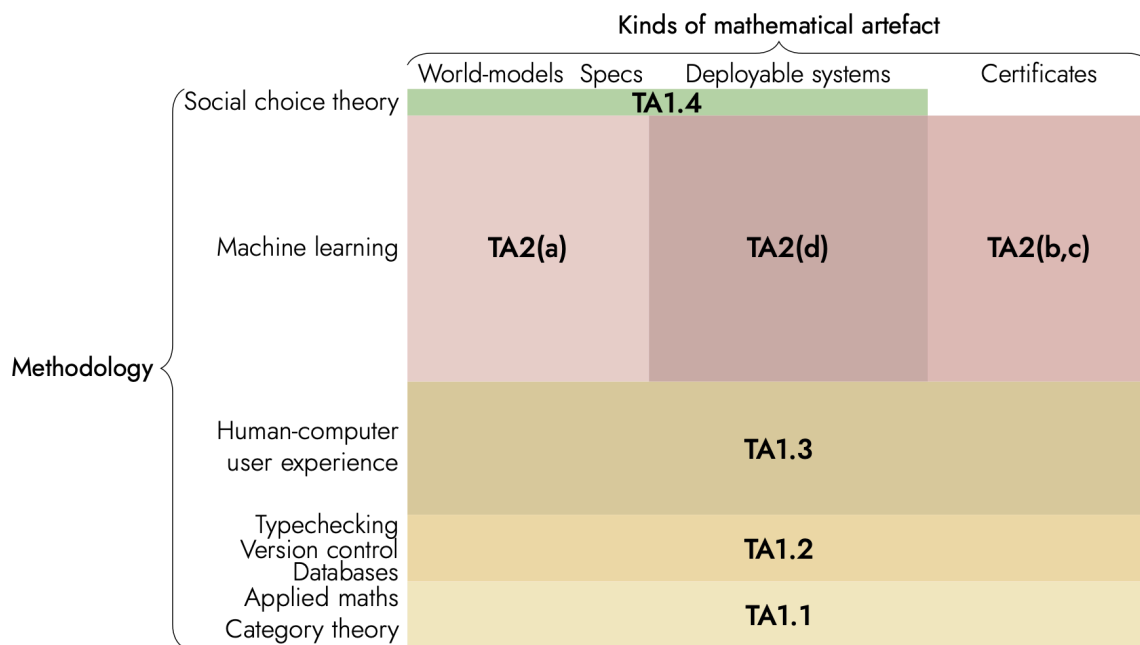 Kinds of mathematical artefact
World-models Specs Deployable systems Certificates
Social choice theory TA1.4
Machine learning TA2(a) TA2(d) TA2(b,c)
Methodology
Human-computer
user experience
TA1.3
Typechecking
Version control TA1.2
Databases
Applied maths
TA1.1
Category theory